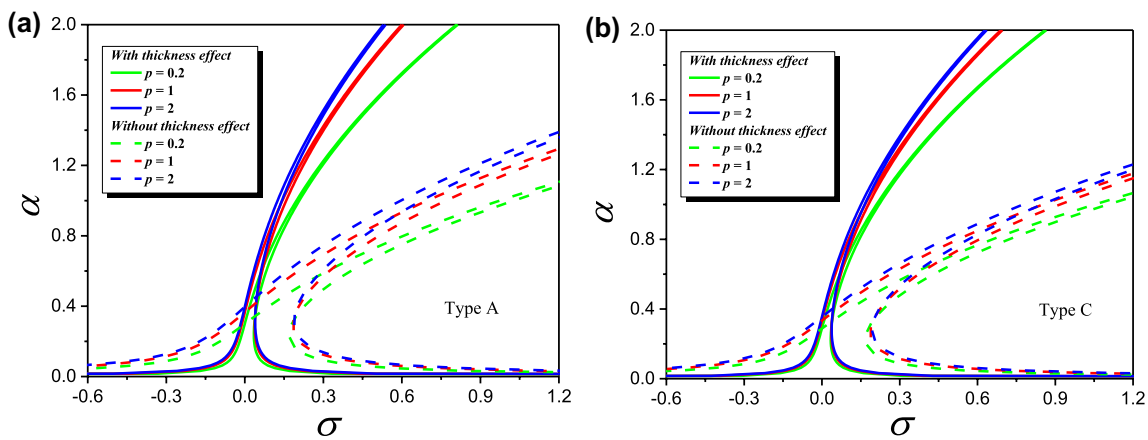 (a)
With thickness effect
p = 0.2
p = 1
p = 2
Without thickness effect
p = 0.2
p = 1
p = 2
Type A
α
2.0
1.6
1.2
0.8
0.4
0.0
-0.6 -0.3 0.0 0.3 0.6 0.9 1.2
σ
(b)
With thickness effect
p = 0.2
p = 1
p = 2
Without thickness effect
p = 0.2
p = 1
p = 2
Type C
α
2.0
1.6
1.2
0.8
0.4
0.0
-0.6 -0.3 0.0 0.3 0.6 0.9 1.2
σ